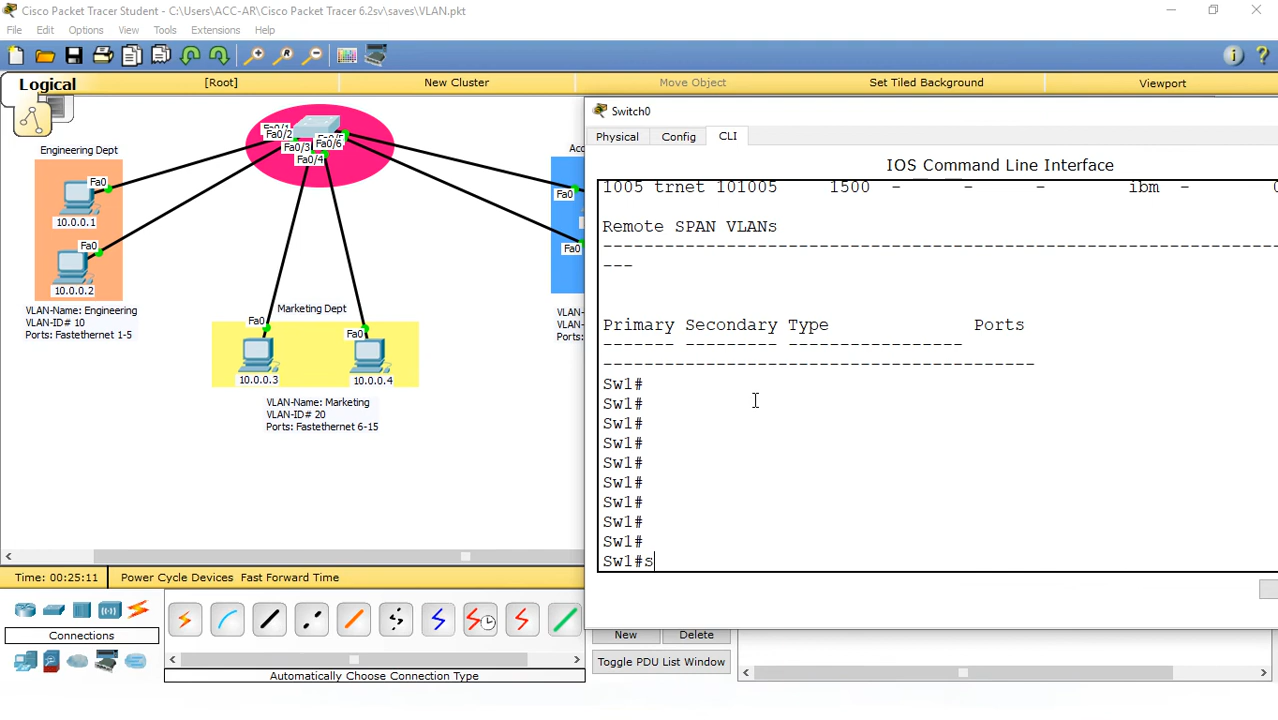 Cisco Packet Tracer Student - C:\Users\ACC-AR\Cisco Packet Tracer 6.2sv\saves\VLAN.pkt
File Edit Options View Tools Extensions Help
Logical [Root] New Cluster Move Object Set Tiled Background Viewport
Engineering Dept
Fa0
10.0.0.1
Fa0
10.0.0.2
VLAN-Name: Engineering
VLAN-ID# 10
Ports: Fastethernet 1-5
Fa0/2
Fa0/3
Fa0/4
Fa0/6
Marketing Dept
Fa0
10.0.0.3
Fa0
10.0.0.4
VLAN-Name: Marketing
VLAN-ID# 20
Ports: Fastethernet 6-15
Fa0
Fa0
VLAN-
VLAN-
Ports:
Switch0
Physical Config CLI
IOS Command Line Interface
1005 trnet 101005 1500 - - - ibm -
Remote SPAN VLANs
------------------------------------------------------------------
---
Primary Secondary Type Ports
------- --------- ----------------- ------------------------------------------
Sw1#
Sw1#
Sw1#
Sw1#
Sw1#
Sw1#
Sw1#
Sw1#
Sw1#
Sw1#s
Time: 00:25:11 Power Cycle Devices Fast Forward Time
Connections
Automatically Choose Connection Type
New Delete
Toggle PDU List Window